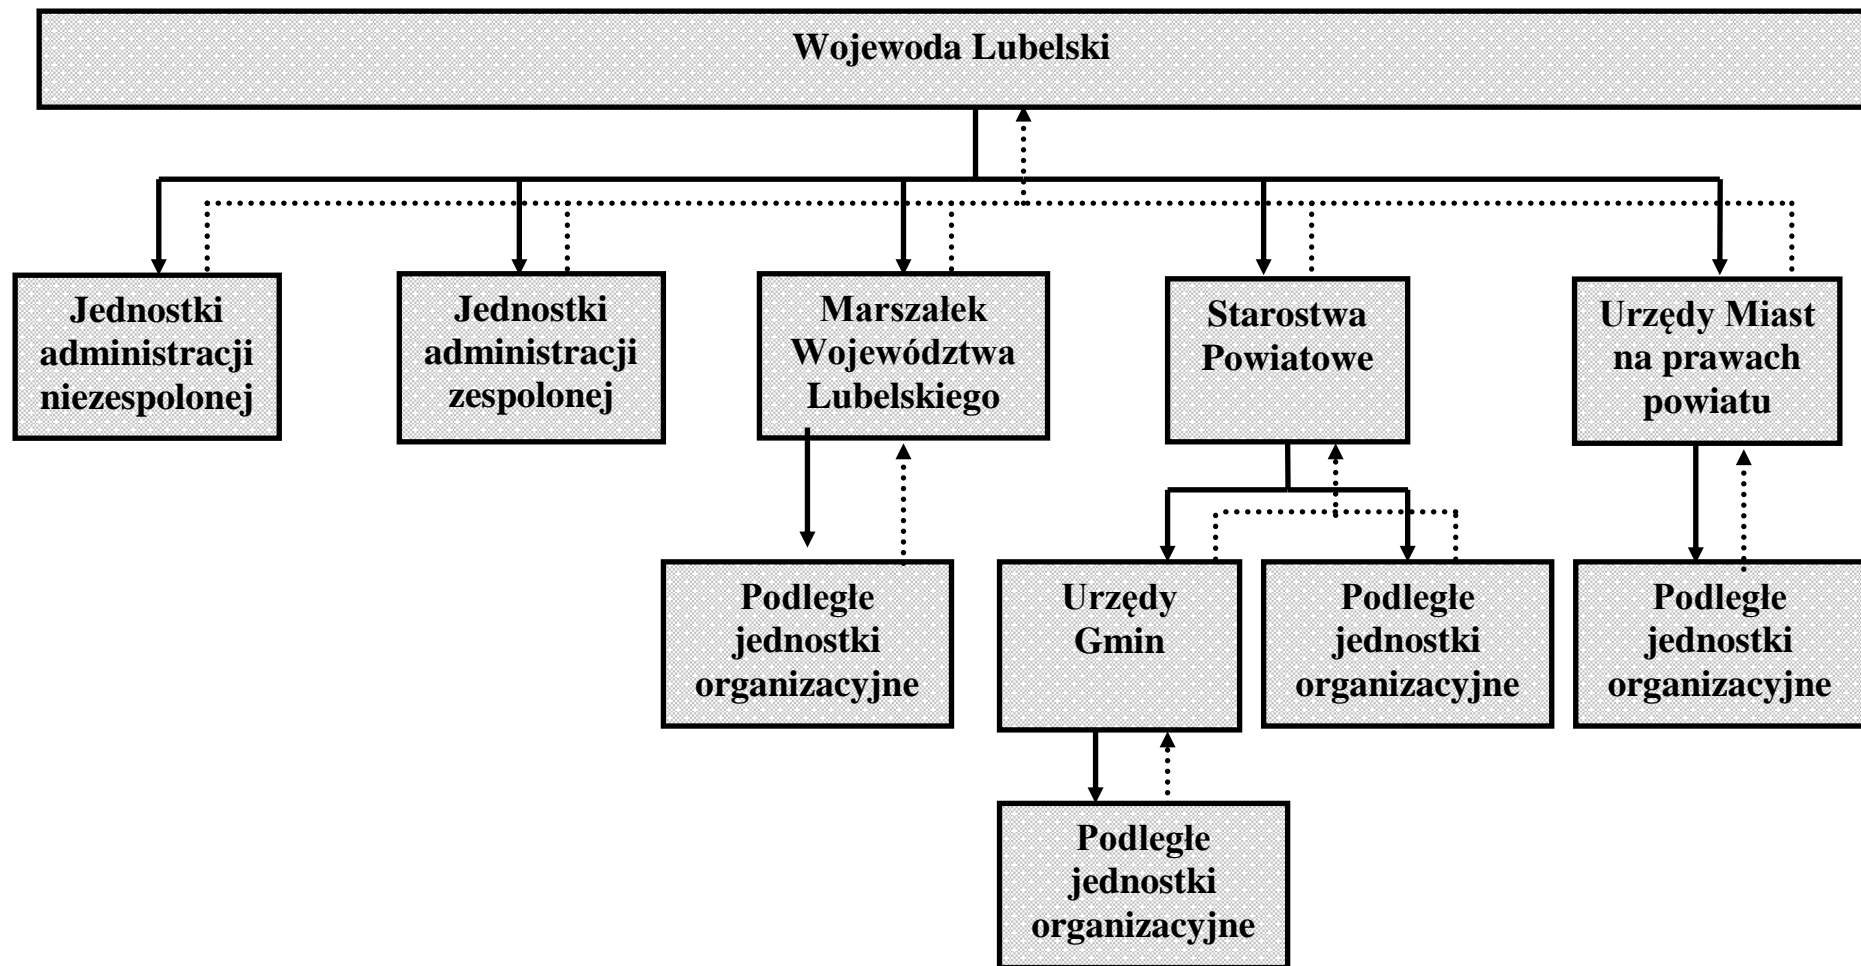 Wojewoda Lubelski
Jednostki
administracji
niezespolonej
Jednostki
administracji
zespolonej
Marszałek
Województwa
Lubelskiego
Starostwa
Powiatowe
Urzędy Miast
na prawach
powiatu
Podległe
jednostki
organizacyjne
Urzędy
Gmin
Podległe
jednostki
organizacyjne
Podległe
jednostki
organizacyjne
Podległe
jednostki
organizacyjne